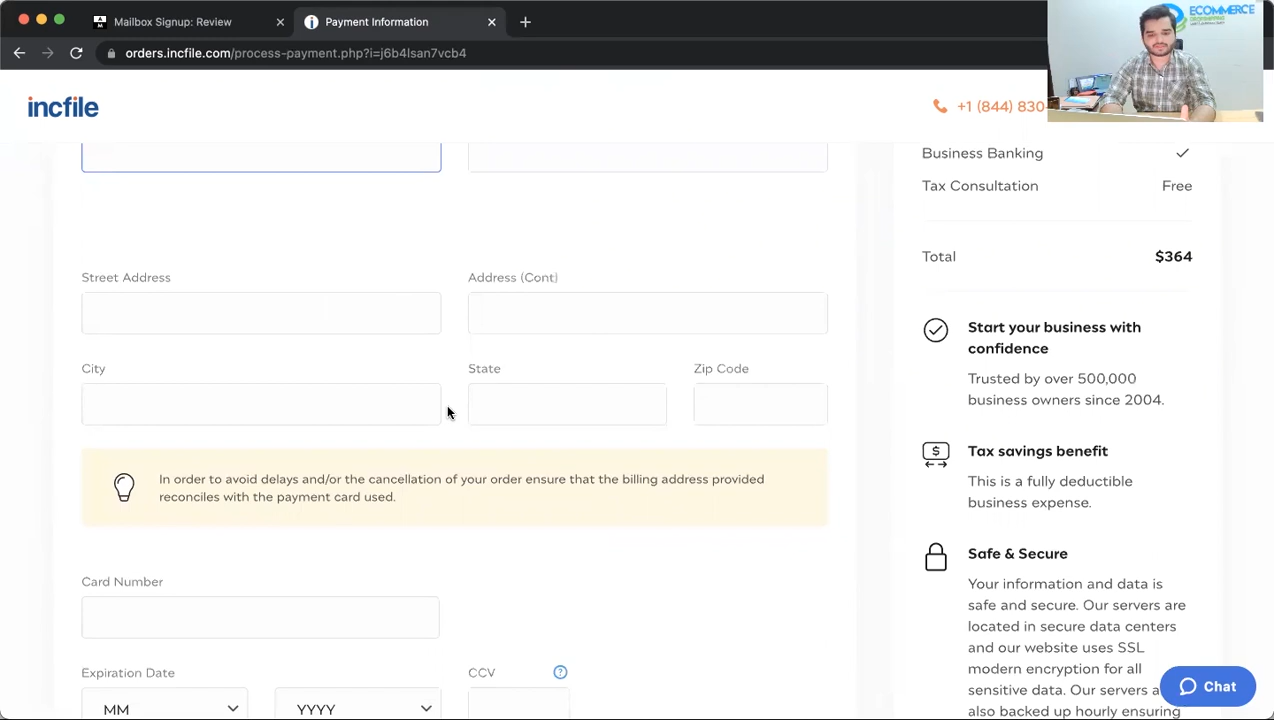 Mailbox Signup: Review
Payment Information
orders.incfile.com/process-payment.php?i=j6b4lsan7vcb4
ECOMMERCE
incfile
+1 (844) 830-
Business Banking
Tax Consultation Free
Street Address Address (Cont)
Total $364
Start your business with
confidence
City State Zip Code
Trusted by over 500,000
business owners since 2004.
In order to avoid delays and/or the cancellation of your order ensure that the billing address provided
reconciles with the payment card used.
Tax savings benefit
This is a fully deductible
business expense.
Card Number
Safe & Secure
Your information and data is
safe and secure. Our servers are
located in secure data centers
and our website uses SSL
modern encryption for all
sensitive data. Our servers
also backed up hourly ensuring
Expiration Date CCV ?
MM YYYY
Chat